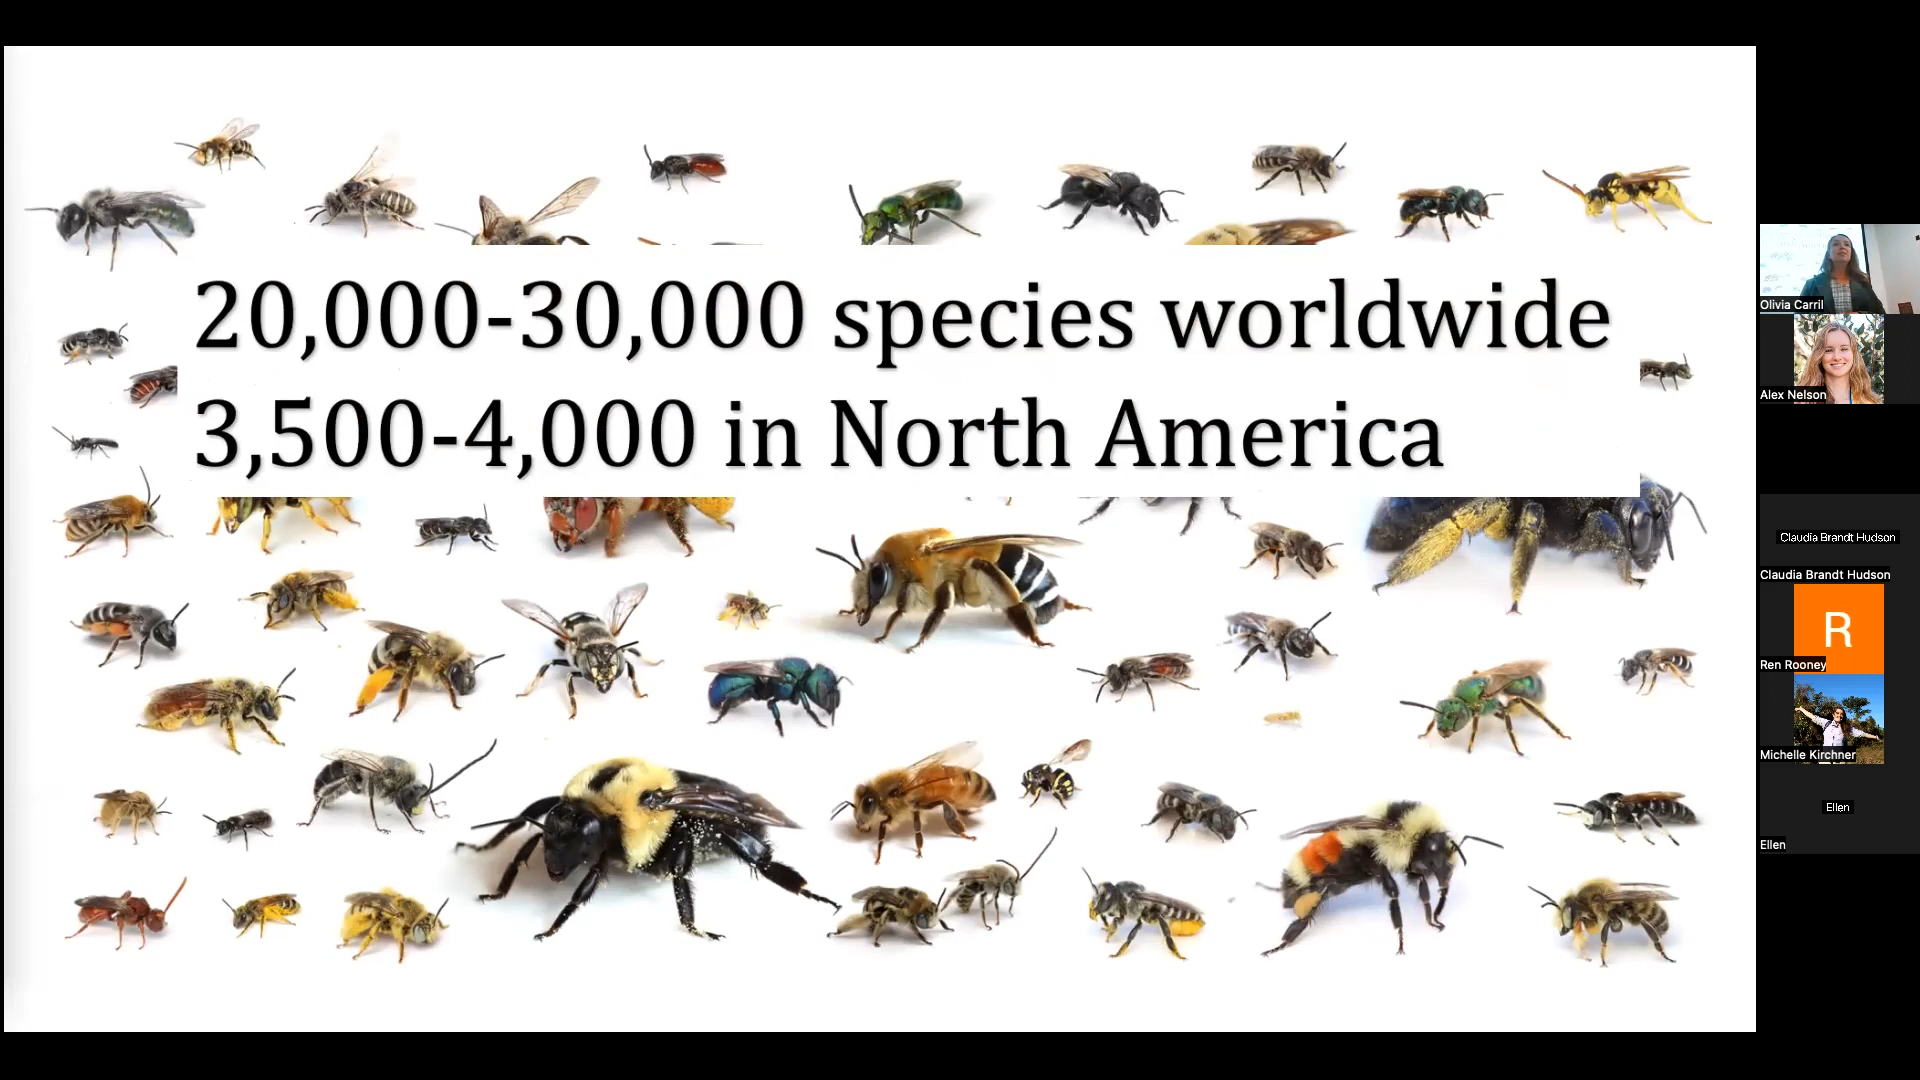 20,000-30,000 species worldwide
3,500-4,000 in North America
Olivia Carril
Alex Nelson
Claudia Brandt Hudson
Claudia Brandt Hudson
R
Ren Rooney
Michelle Kirchner
Ellen
Ellen